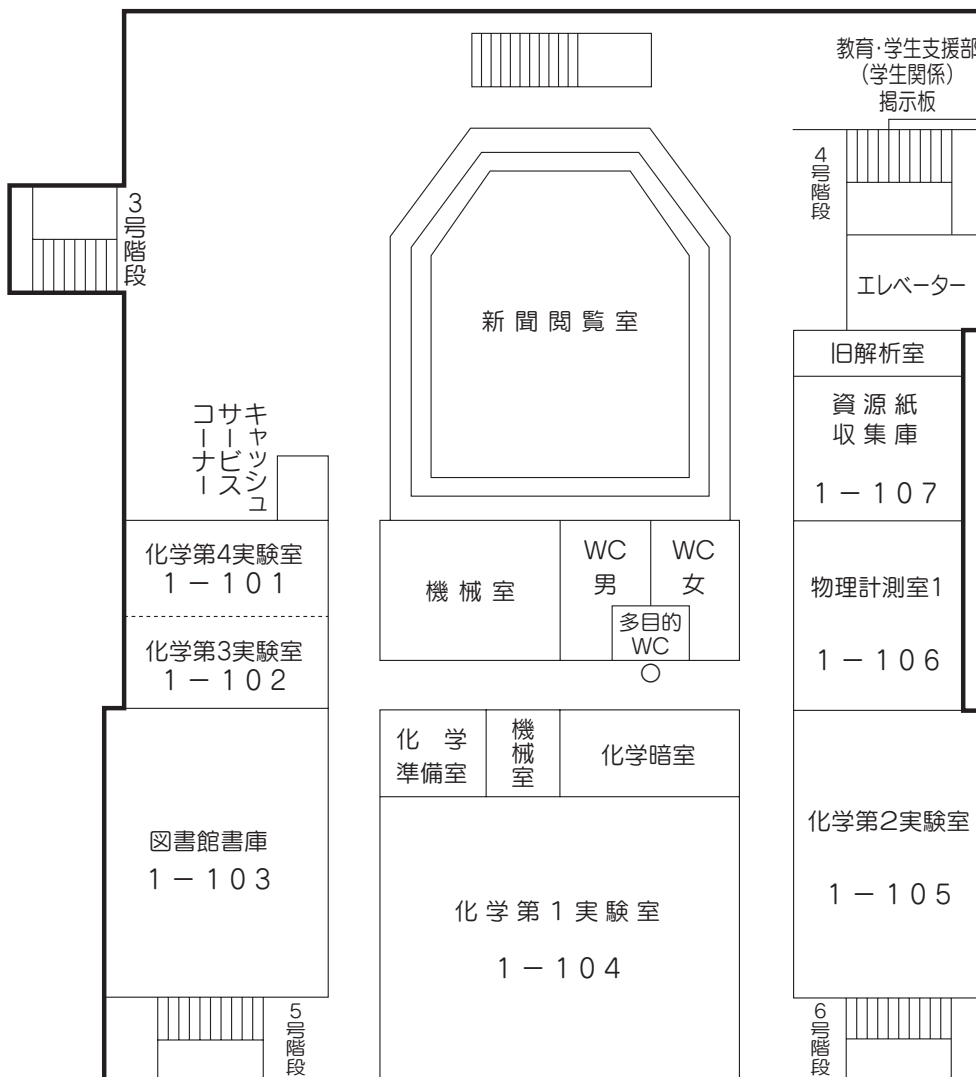 教育・学生支援部
（学生関係）
掲示板
4号階段
3号階段
エレベーター
新聞閲覧室
旧解析室
資源紙
収集庫
1－107
キャッシュ
サービス
コーナー
化学第4実験室
1－101
機械室
WC
男
WC
女
多目的
WC
物理計測室1
1－106
化学第3実験室
1－102
化学
準備室
機械室
化学暗室
図書館書庫
1－103
化学第2実験室
1－105
化学第1実験室
1－104
5号階段
6号階段